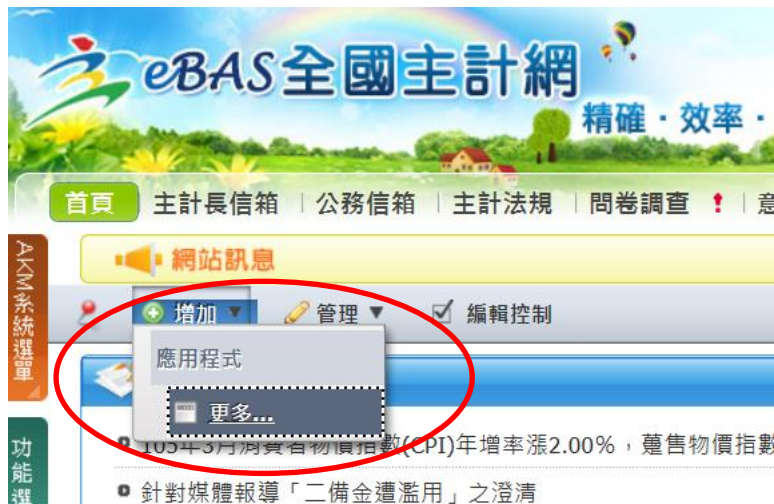 eBAS全國主計網
精確・效率・
首頁 主計長信箱 公務信箱 主計法規 問卷調查 ! 意
AKM系統選單
網站訊息
增加 ▼ 管理 ▼ 編輯控制
應用程式
更多...
功能選
105年3月消費者物價指數(CPI)年增率漲2.00%，躉售物價指數
針對媒體報導「二備金遭濫用」之澄清